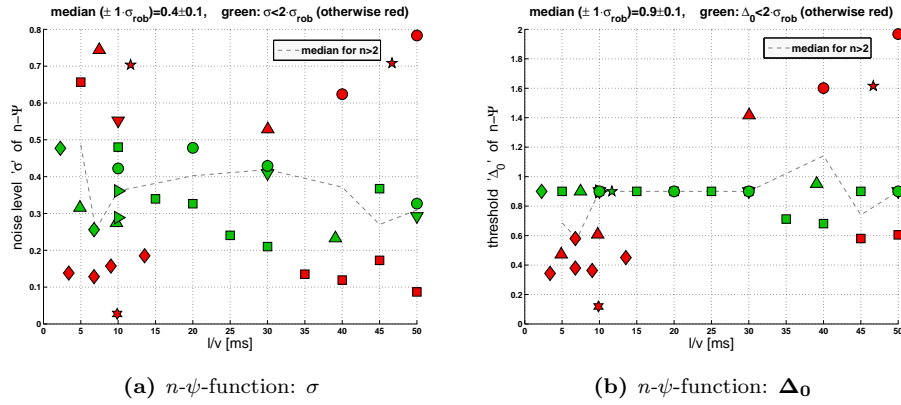 median (± 1·σrob)=0.4±0.1, green: σ<2·σrob (otherwise red)
0.8
0.7
0.6
0.5
0.4
0.3
0.2
0.1
0
noise level 'σ' of n−Ψ
median for n>2
0 5 10 15 20 25 30 35 40 45 50
l/v [ms]
(a) n-ψ-function: σ
median (± 1·σrob)=0.9±0.1, green: Δ0<2·σrob (otherwise red)
2
1.8
1.6
1.4
1.2
1
0.8
0.6
0.4
0.2
0
threshold 'Δ0' of n−Ψ
median for n>2
0 5 10 15 20 25 30 35 40 45 50
l/v [ms]
(b) n-ψ-function: Δ0